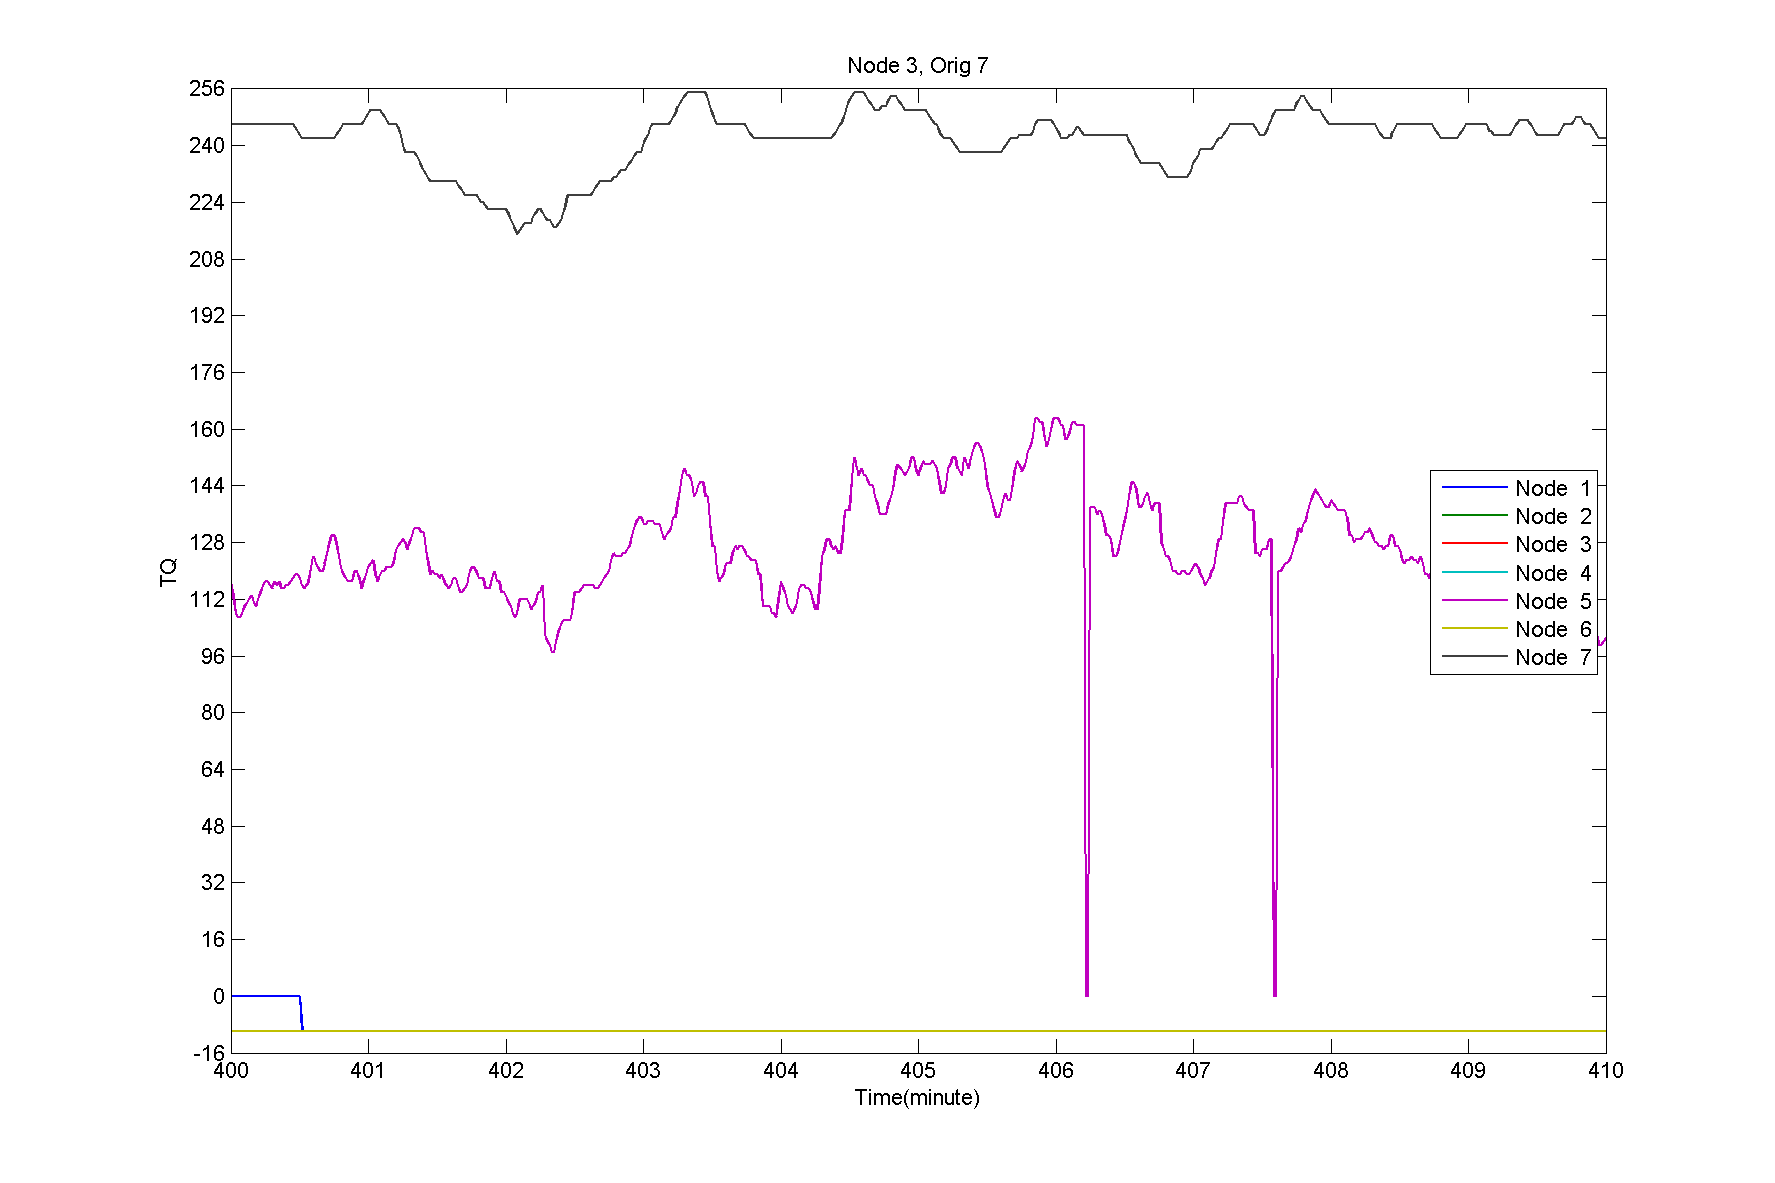 Node 3, Orig 7
256
240
224
208
192
176
160
144
128
112
96
80
64
48
32
16
0
-16
TQ
Node 1
Node 2
Node 3
Node 4
Node 5
Node 6
Node 7
400 401 402 403 404 405 406 407 408 409 410
Time(minute)